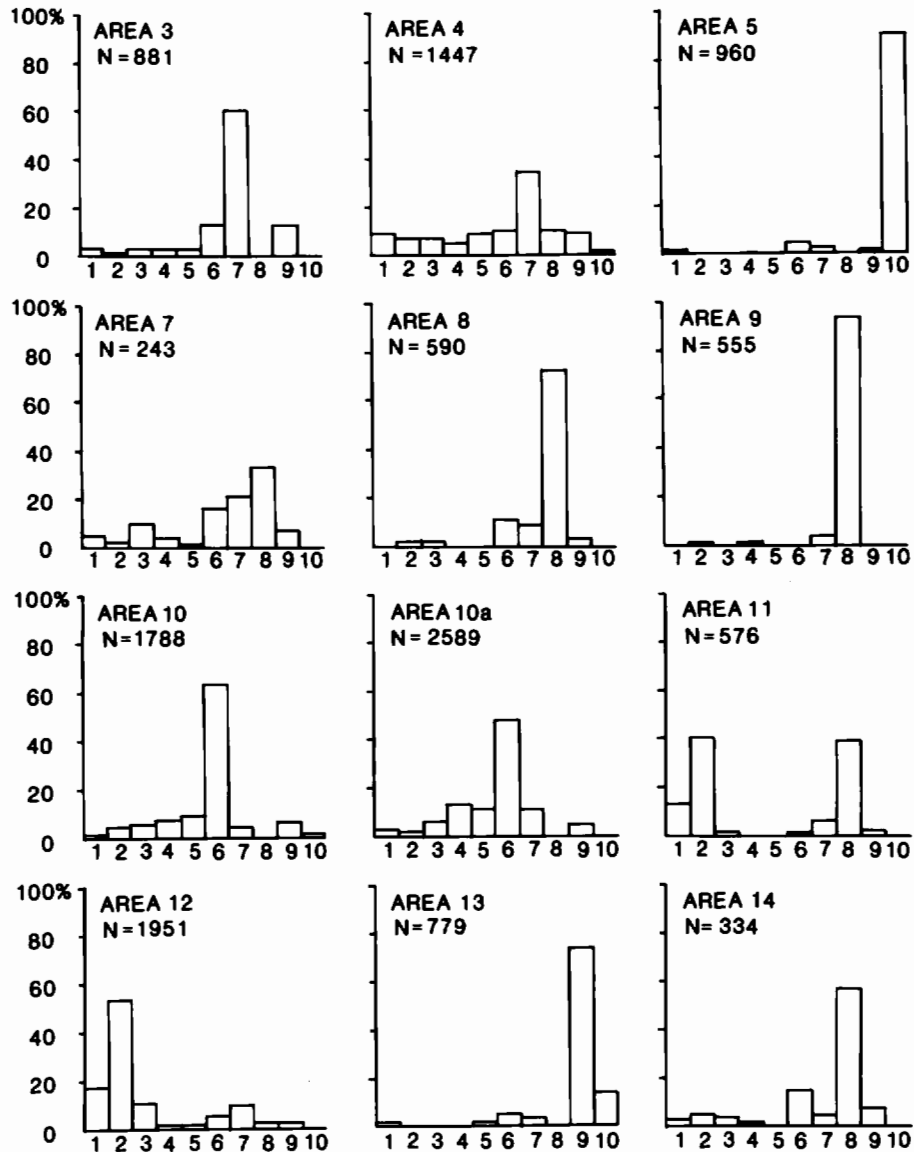 100%
80
60
40
20
0
AREA 3
N=881
1 2 3 4 5 6 7 8 9 10
AREA 4
N=1447
1 2 3 4 5 6 7 8 9 10
AREA 5
N=960
1 2 3 4 5 6 7 8 9 10
100%
80
60
40
20
0
AREA 7
N=243
1 2 3 4 5 6 7 8 9 10
AREA 8
N=590
1 2 3 4 5 6 7 8 9 10
AREA 9
N=555
1 2 3 4 5 6 7 8 9 10
100%
80
60
40
20
0
AREA 10
N=1788
1 2 3 4 5 6 7 8 9 10
AREA 10a
N=2589
1 2 3 4 5 6 7 8 9 10
AREA 11
N=576
1 2 3 4 5 6 7 8 9 10
100%
80
60
40
20
0
AREA 12
N=1951
1 2 3 4 5 6 7 8 9 10
AREA 13
N=779
1 2 3 4 5 6 7 8 9 10
AREA 14
N=334
1 2 3 4 5 6 7 8 9 10